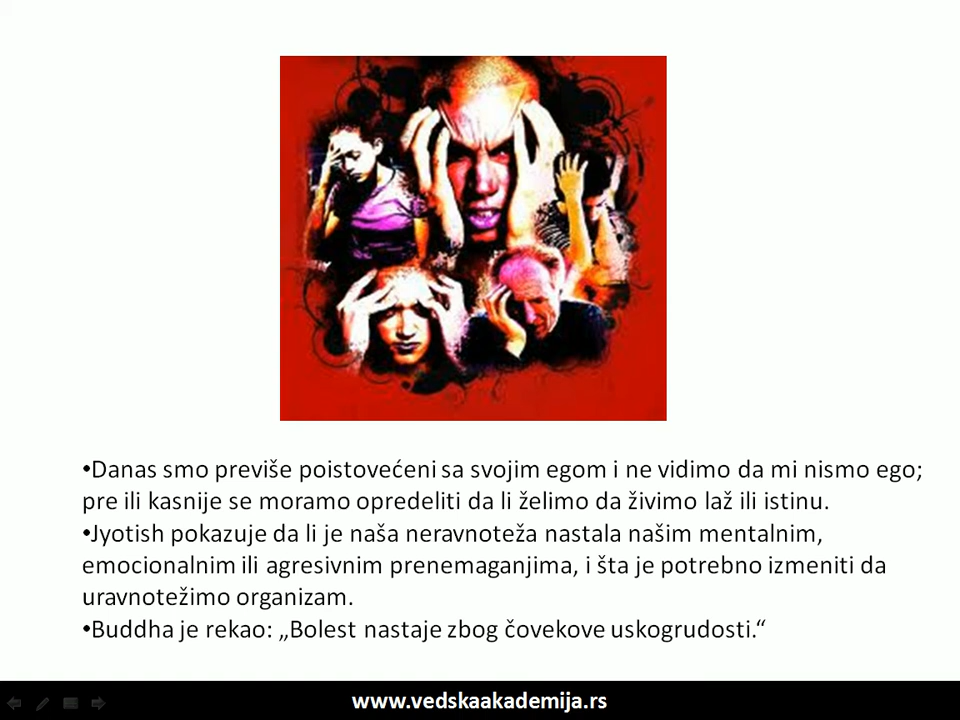 •Danas smo previše poistovećeni sa svojim egom i ne vidimo da mi nismo ego;
pre ili kasnije se moramo opredeliti da li želimo da živimo laž ili istinu.
•Jyotish pokazuje da li je naša neravnoteža nastala našim mentalnim,
emocionalnim ili agresivnim prenemaganjima, i šta je potrebno izmeniti da
uravnotežimo organizam.
•Buddha je rekao: „Bolest nastaje zbog čovekove uskogrudosti.“
www.vedskaakademija.rs